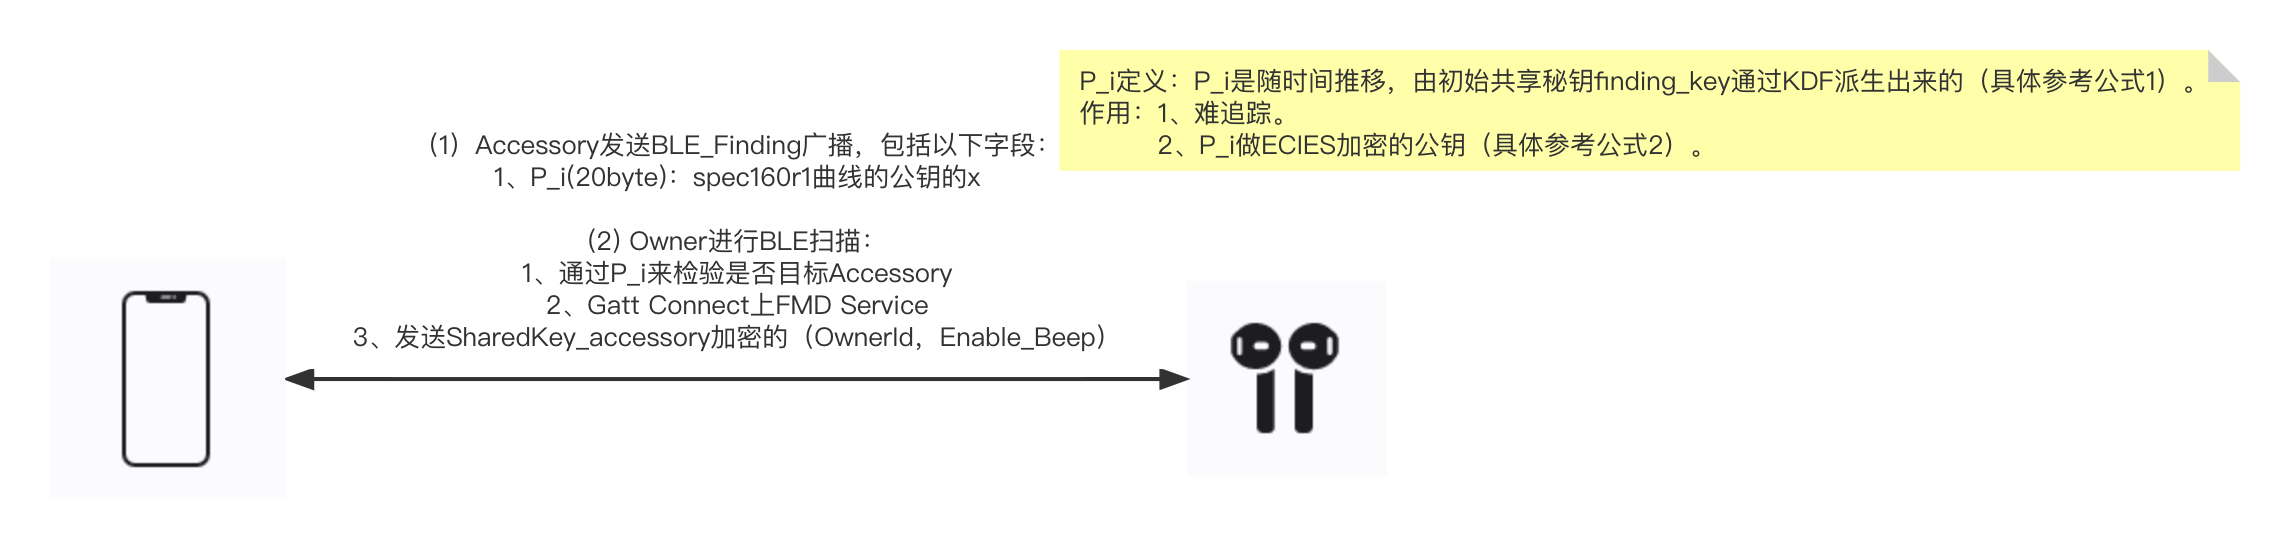 P_i定义：P_i是随时间推移，由初始共享秘钥finding_key通过KDF派生出来的（具体参考公式1）。
作用：1、难追踪。
2、P_i做ECIES加密的公钥（具体参考公式2）。
（1）Accessory发送BLE_Finding广播，包括以下字段：
1、P_i(20byte)：spec160r1曲线的公钥的x
(2) Owner进行BLE扫描：
1、通过P_i来检验是否目标Accessory
2、Gatt Connect上FMD Service
3、发送SharedKey_accessory加密的（OwnerId，Enable_Beep）